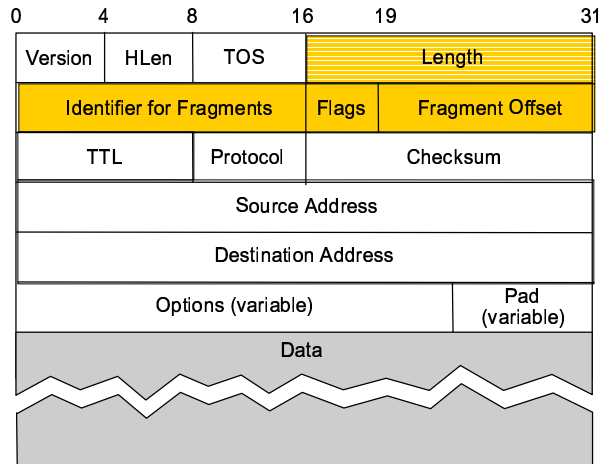 0 4 8 16 19 31
Version HLen TOS Length
Identifier for Fragments Flags Fragment Offset
TTL Protocol Checksum
Source Address
Destination Address
Options (variable) Pad
(variable)
Data